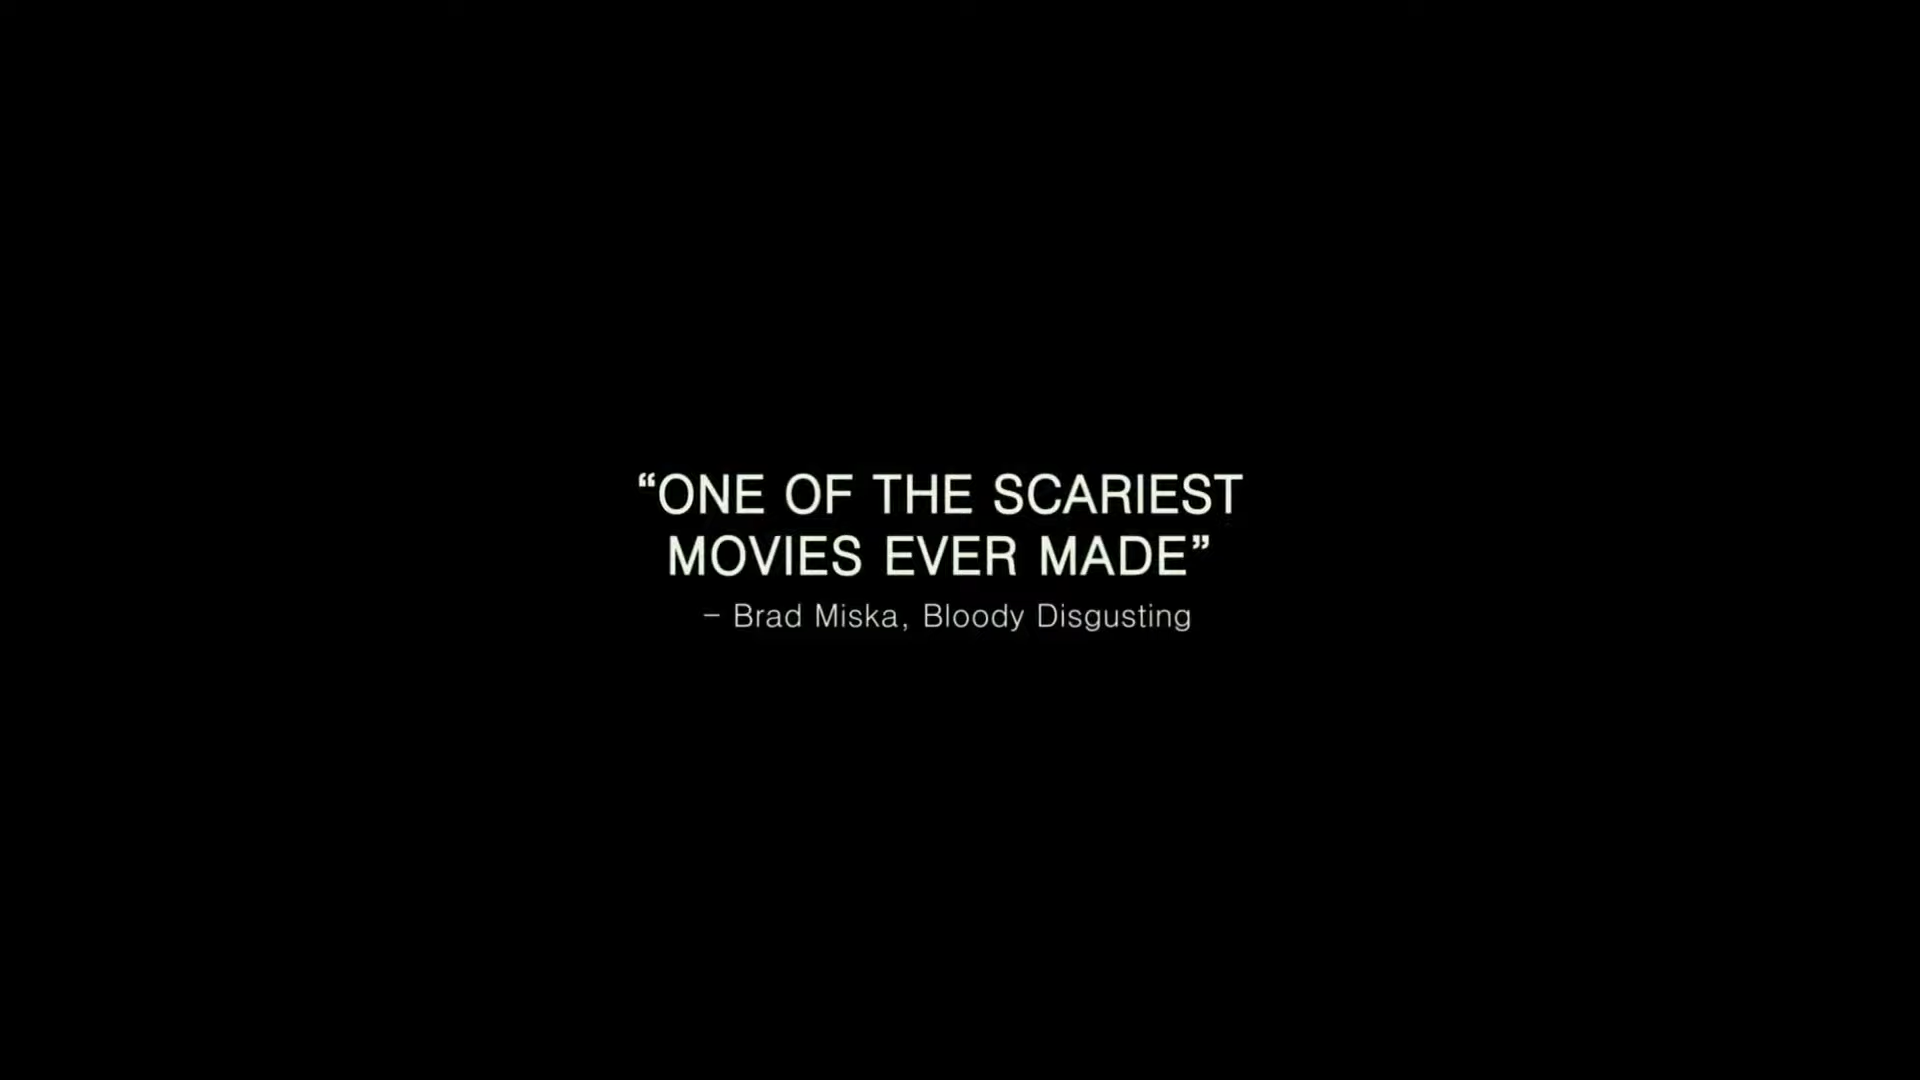 “ONE OF THE SCARIEST
MOVIES EVER MADE”
– Brad Miska, Bloody Disgusting